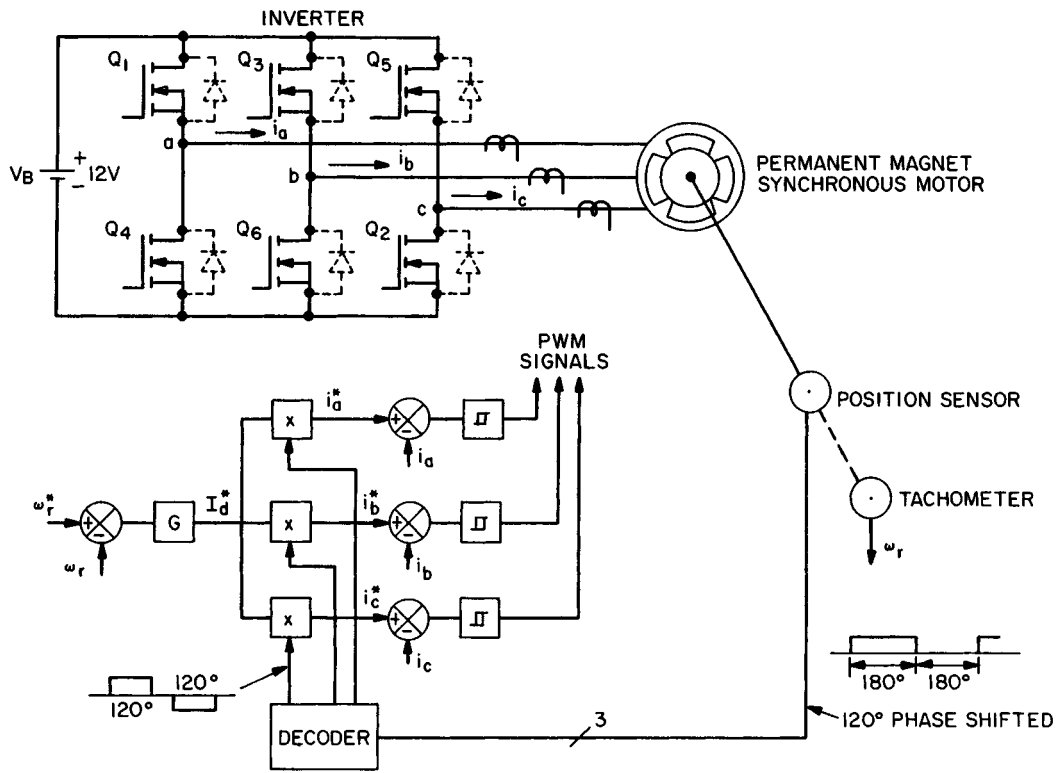 INVERTER
Q1
Q3
Q5
ia
a
VB
+
-
12V
ib
b
ic
c
PERMANENT MAGNET
SYNCHRONOUS MOTOR
Q4
Q6
Q2
PWM
SIGNALS
POSITION SENSOR
x
ia*
+
-
ia
TACHOMETER
ωr
ωr*
+
-
ωr
G
Id*
x
ib*
+
-
ib
x
ic*
+
-
ic
120°
120°
DECODER
3
180°
180°
120° PHASE SHIFTED